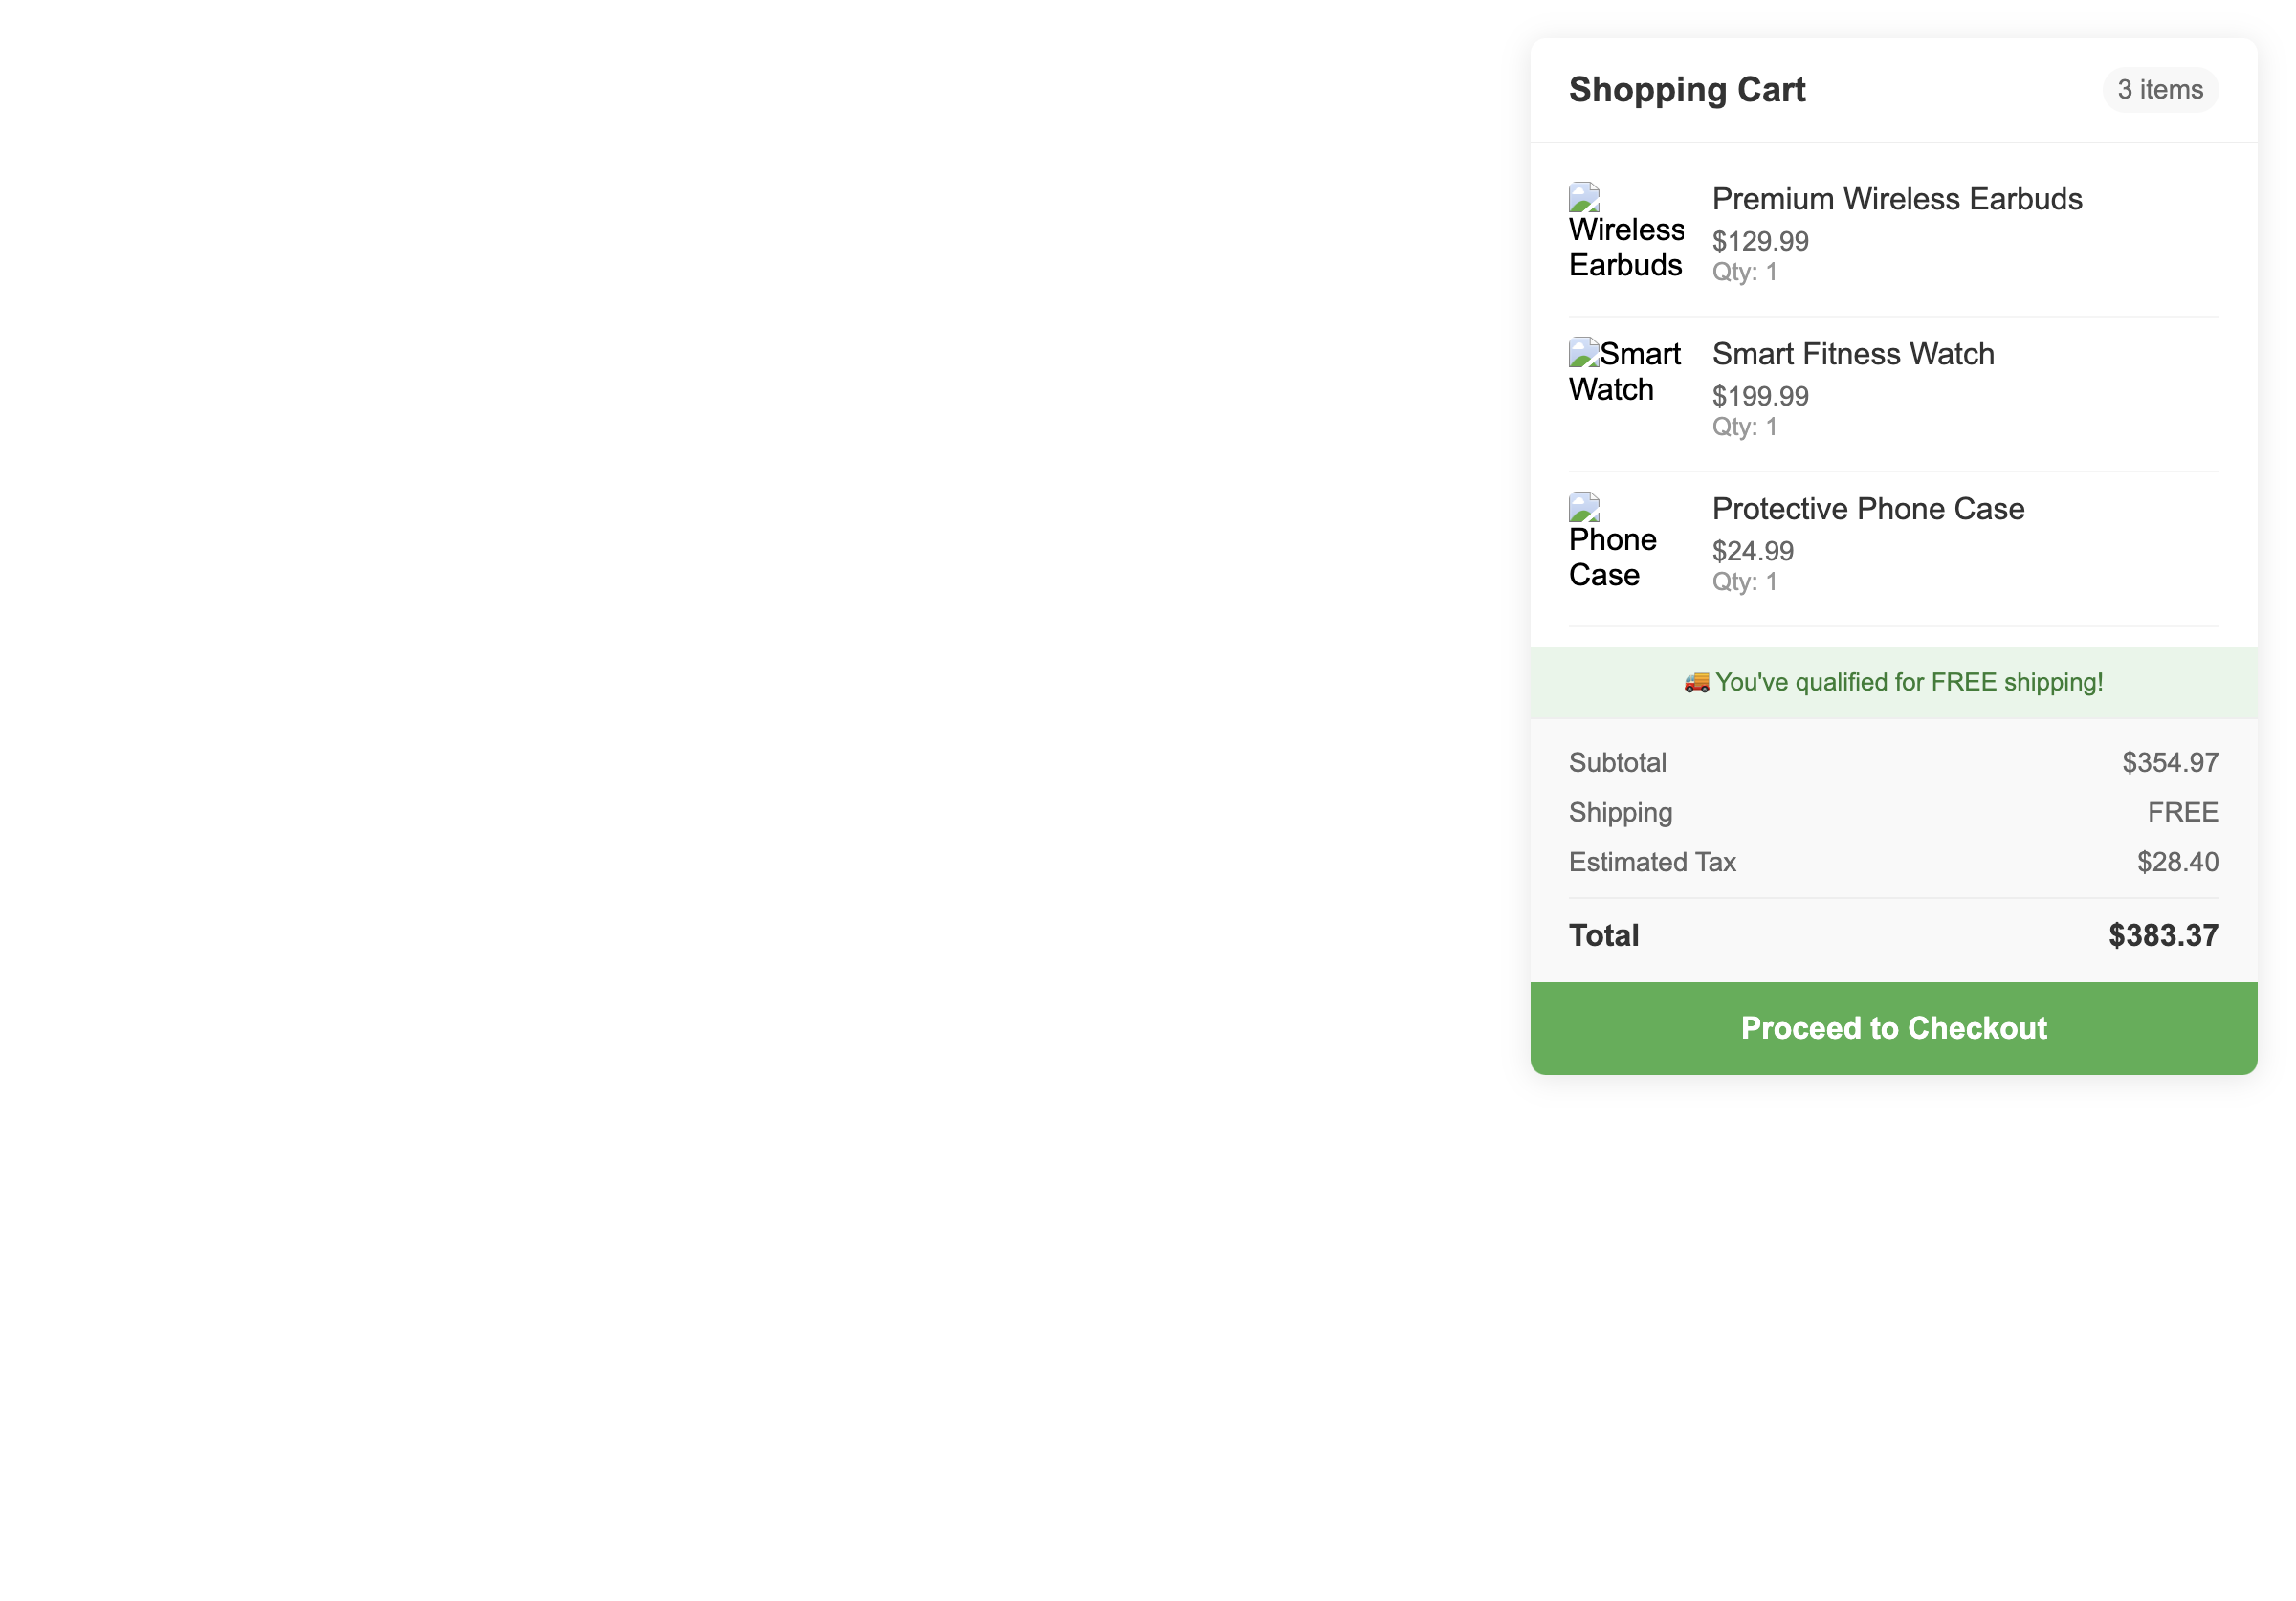 Shopping Cart
3 items
Wireless
Earbuds
Premium Wireless Earbuds
$129.99
Qty: 1
Smart
Watch
Smart Fitness Watch
$199.99
Qty: 1
Phone
Case
Protective Phone Case
$24.99
Qty: 1
🚚 You've qualified for FREE shipping!
Subtotal $354.97
Shipping FREE
Estimated Tax $28.40
Total $383.37
Proceed to Checkout